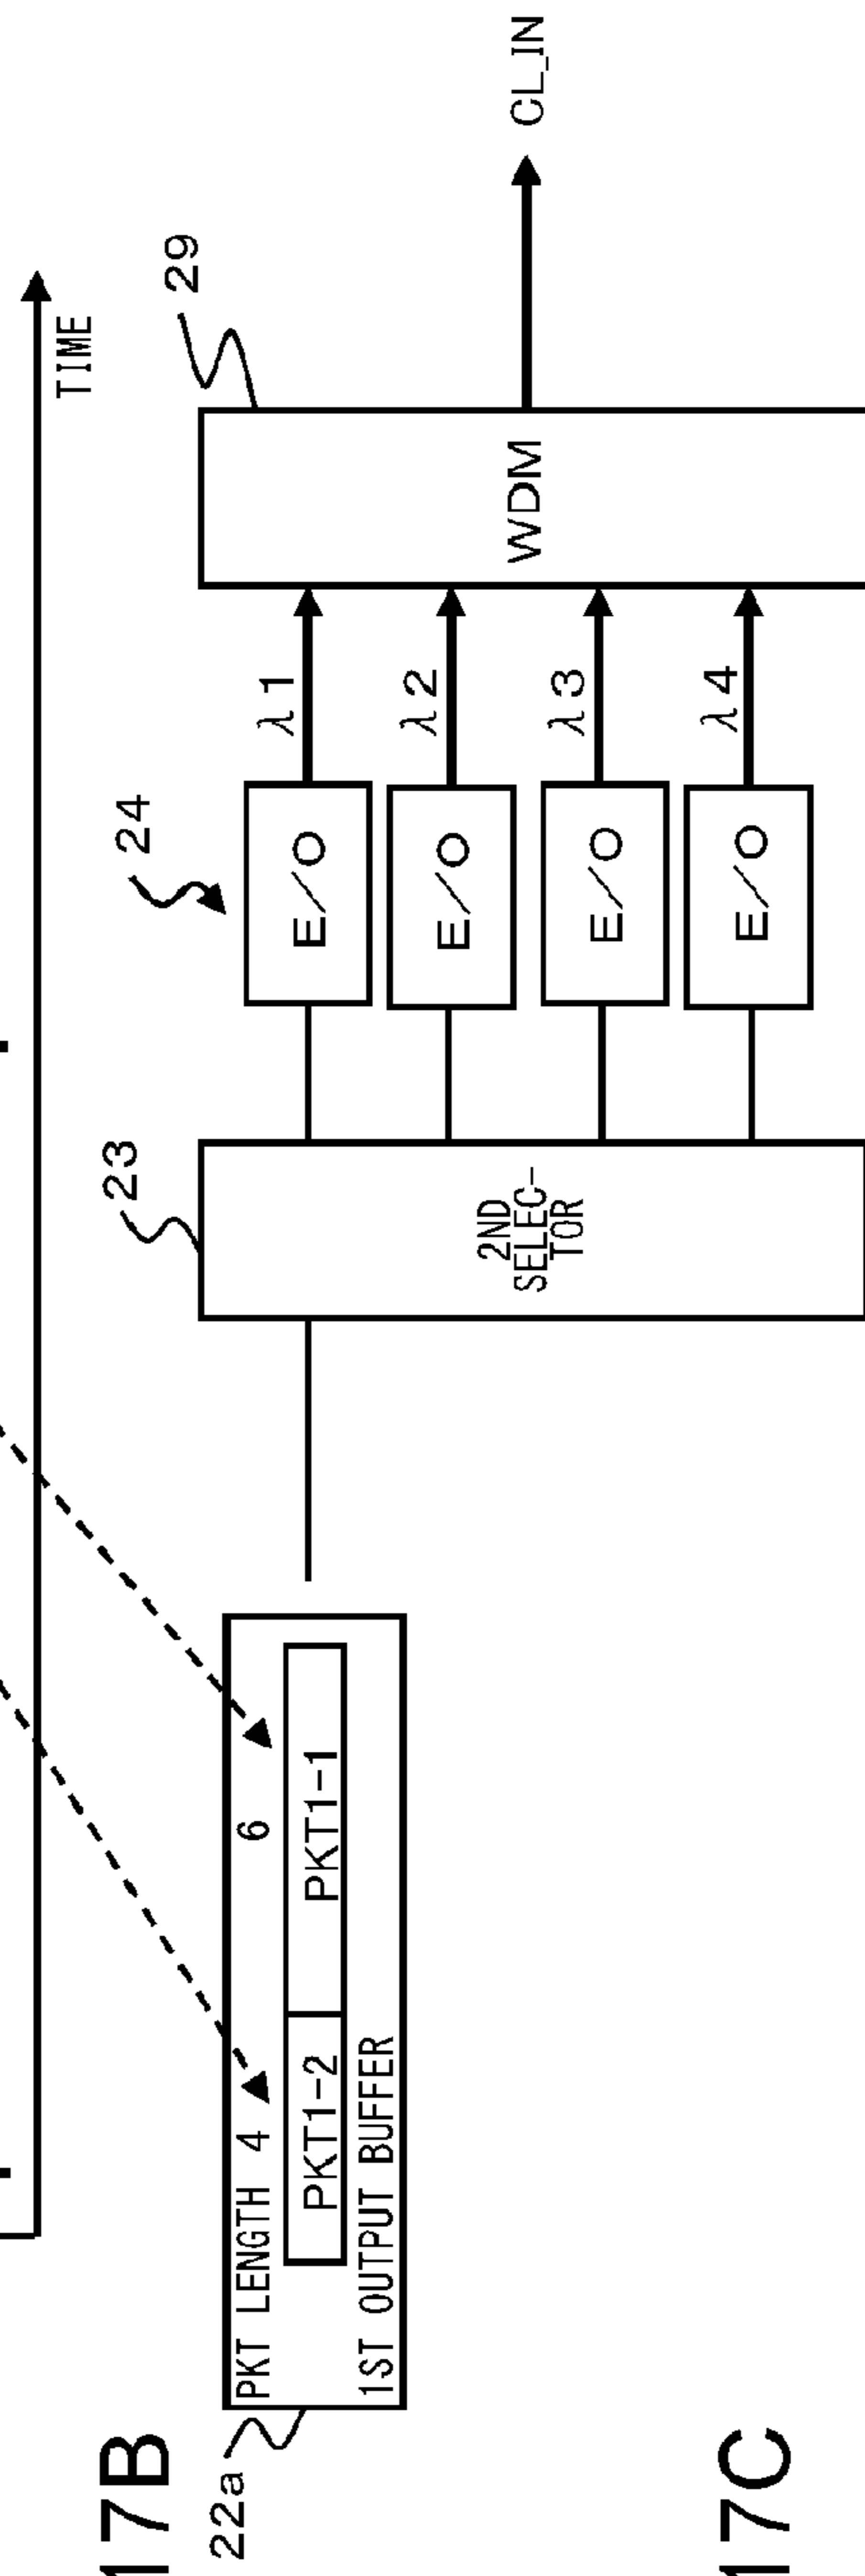 TIME
17B
22a
PKT LENGTH 4 6
PKT1-2 PKT1-1
1ST OUTPUT BUFFER
23
2ND
SELEC-
TOR
24
E/O
E/O
E/O
E/O
λ1
λ2
λ3
λ4
29
WDM
CL_IN
17C